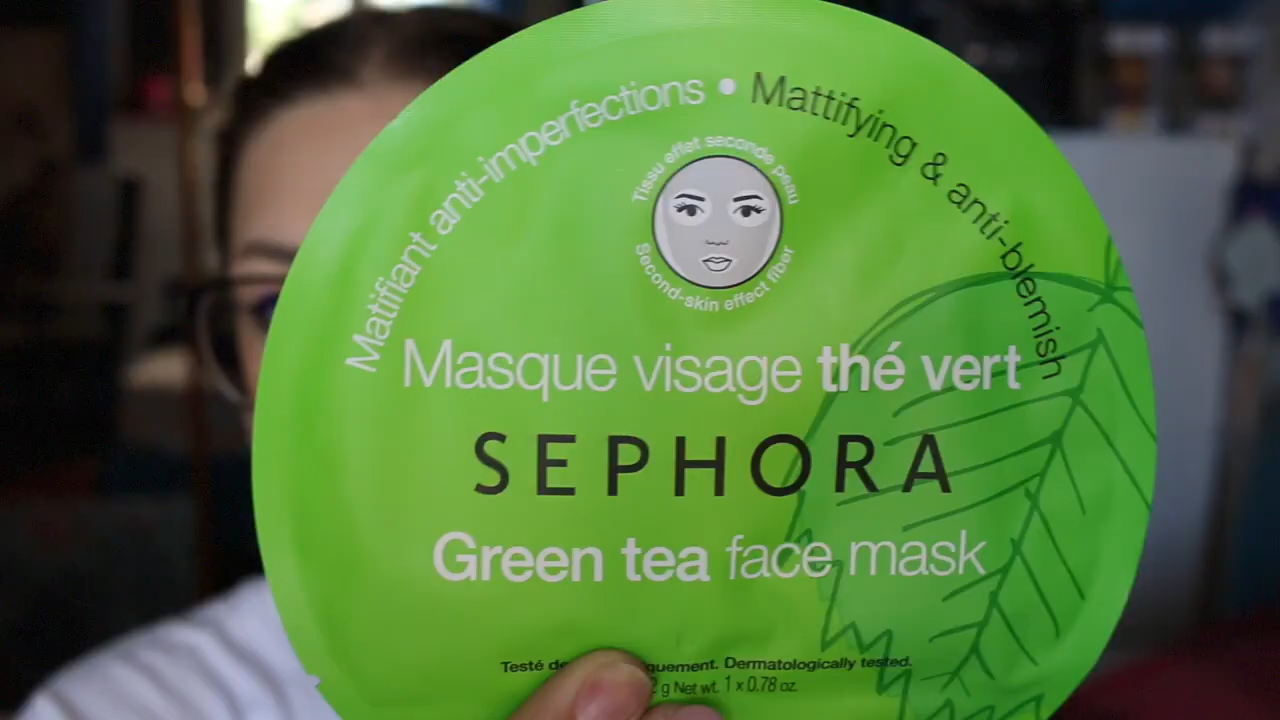 Matifiant anti-imperfections • Mattifying & anti-blemish
Tissu effet seconde peau
Second-skin effect fiber
Masque visage thé vert
SEPHORA
Green tea face mask
Testé Dermatologically tested.
g Net wt. 1 x 0.78 oz.